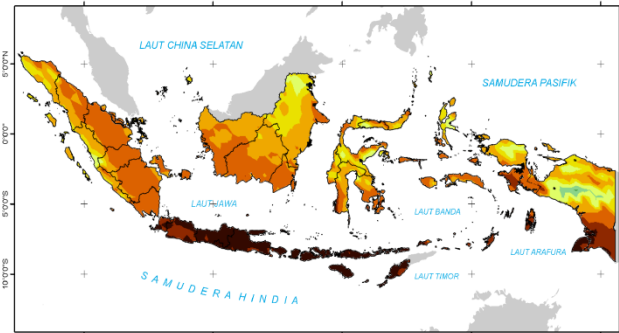 LAUT CHINA SELATAN
SAMUDERA PASIFIK
5°0'0"N
0°0'0"
LAUT JAWA
5°0'0"S
LAUT BANDA
LAUT ARAFURA
LAUT TIMOR
10°0'0"S
SAMUDERA HINDIA